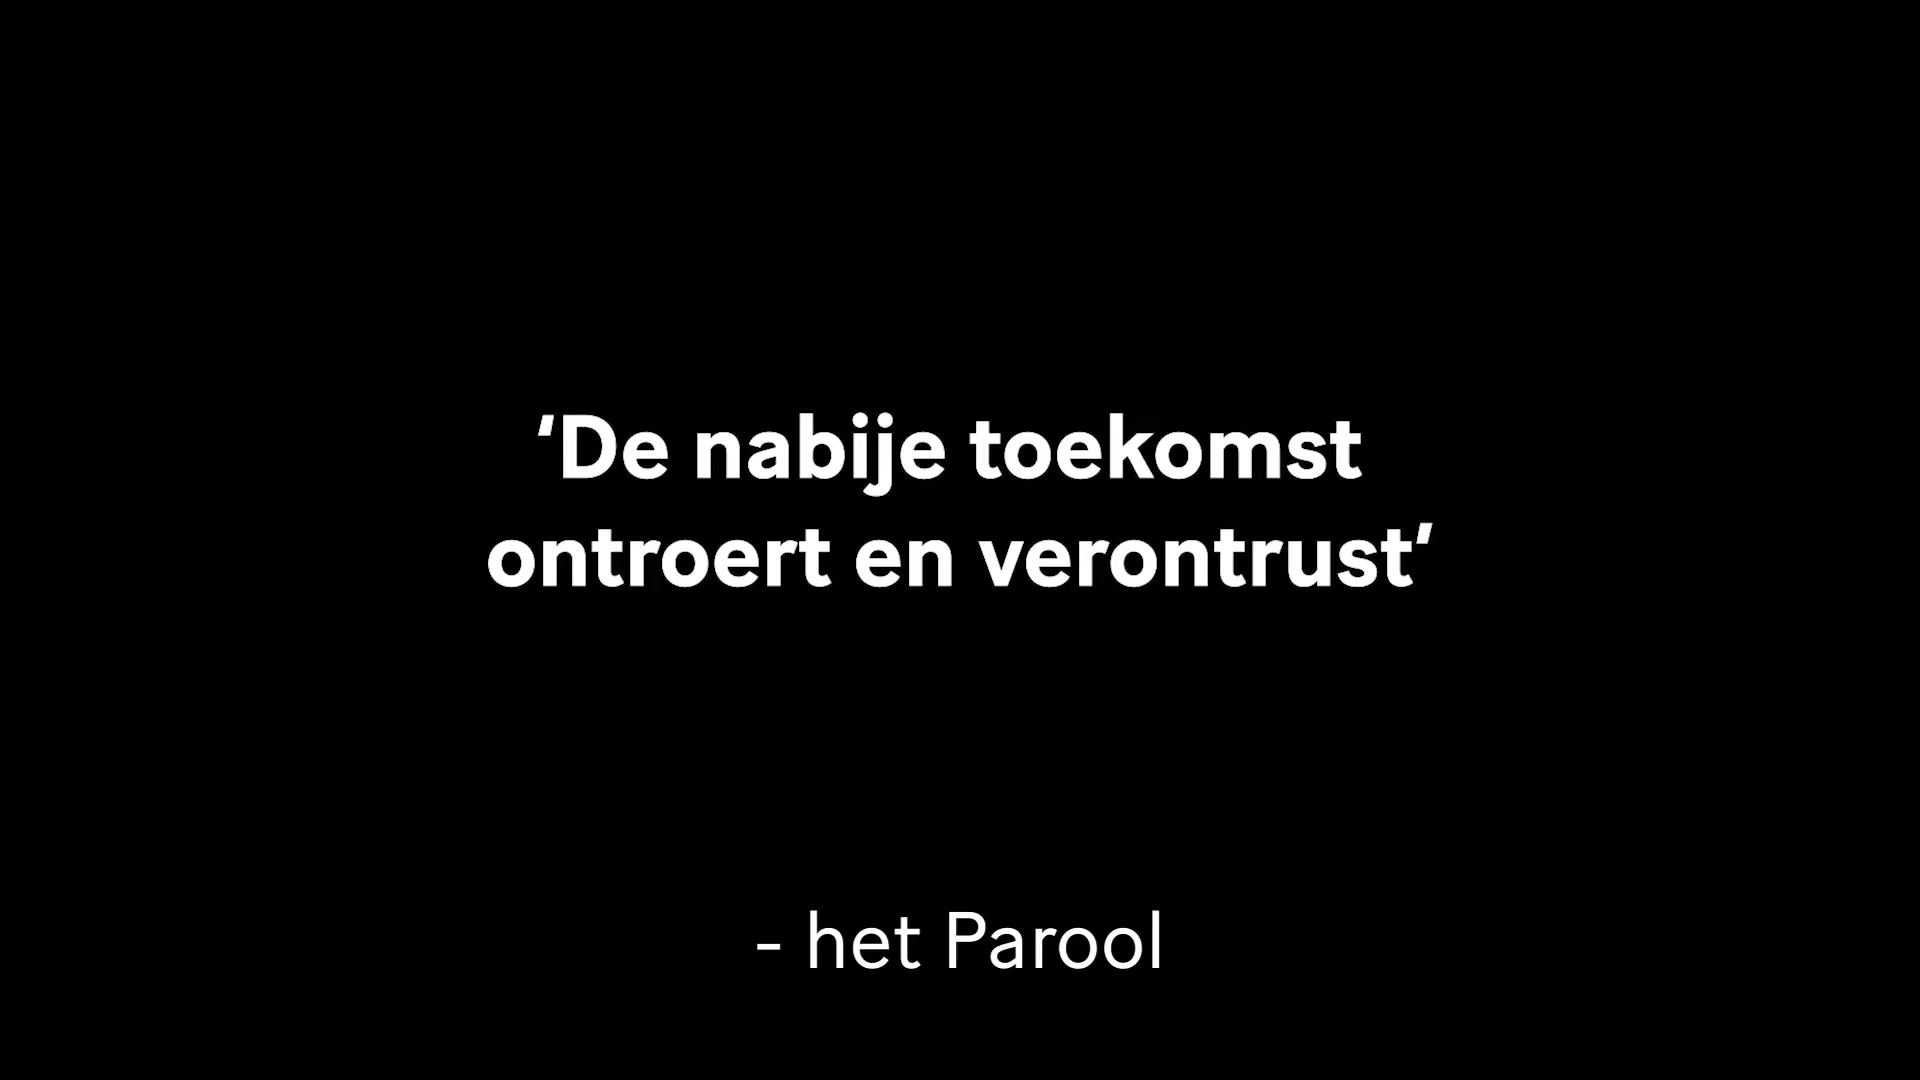 ‘De nabije toekomst
ontroert en verontrust’
- het Parool